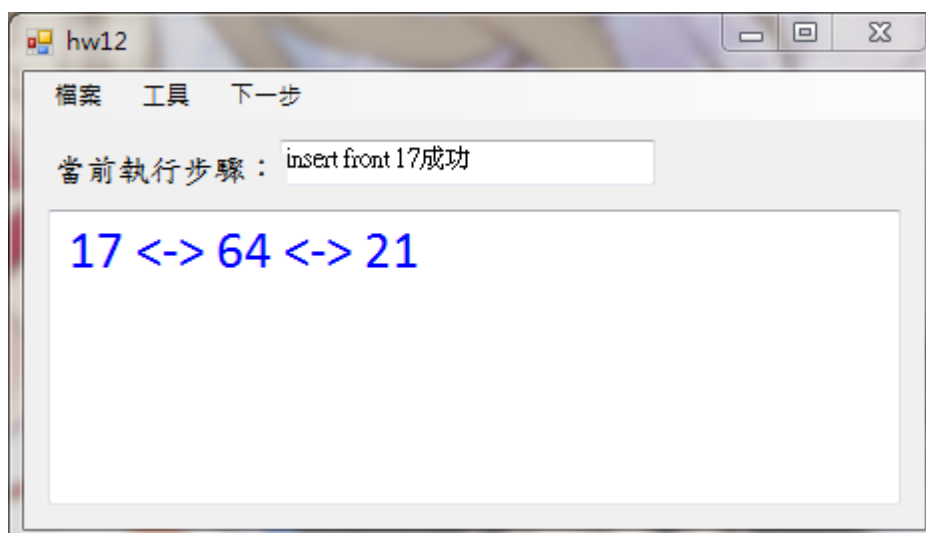 hw12
檔案 工具 下一步
當前執行步驟： insert front 17成功
17 <-> 64 <-> 21